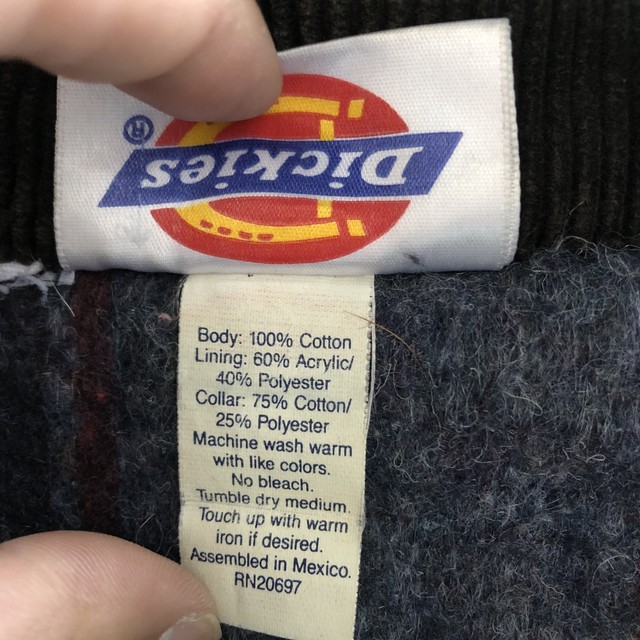 Dickies
®
Body: 100% Cotton
Lining: 60% Acrylic/
40% Polyester
Collar: 75% Cotton/
25% Polyester
Machine wash warm
with like colors.
No bleach.
Tumble dry medium.
Touch up with warm
iron if desired.
Assembled in Mexico.
RN20697